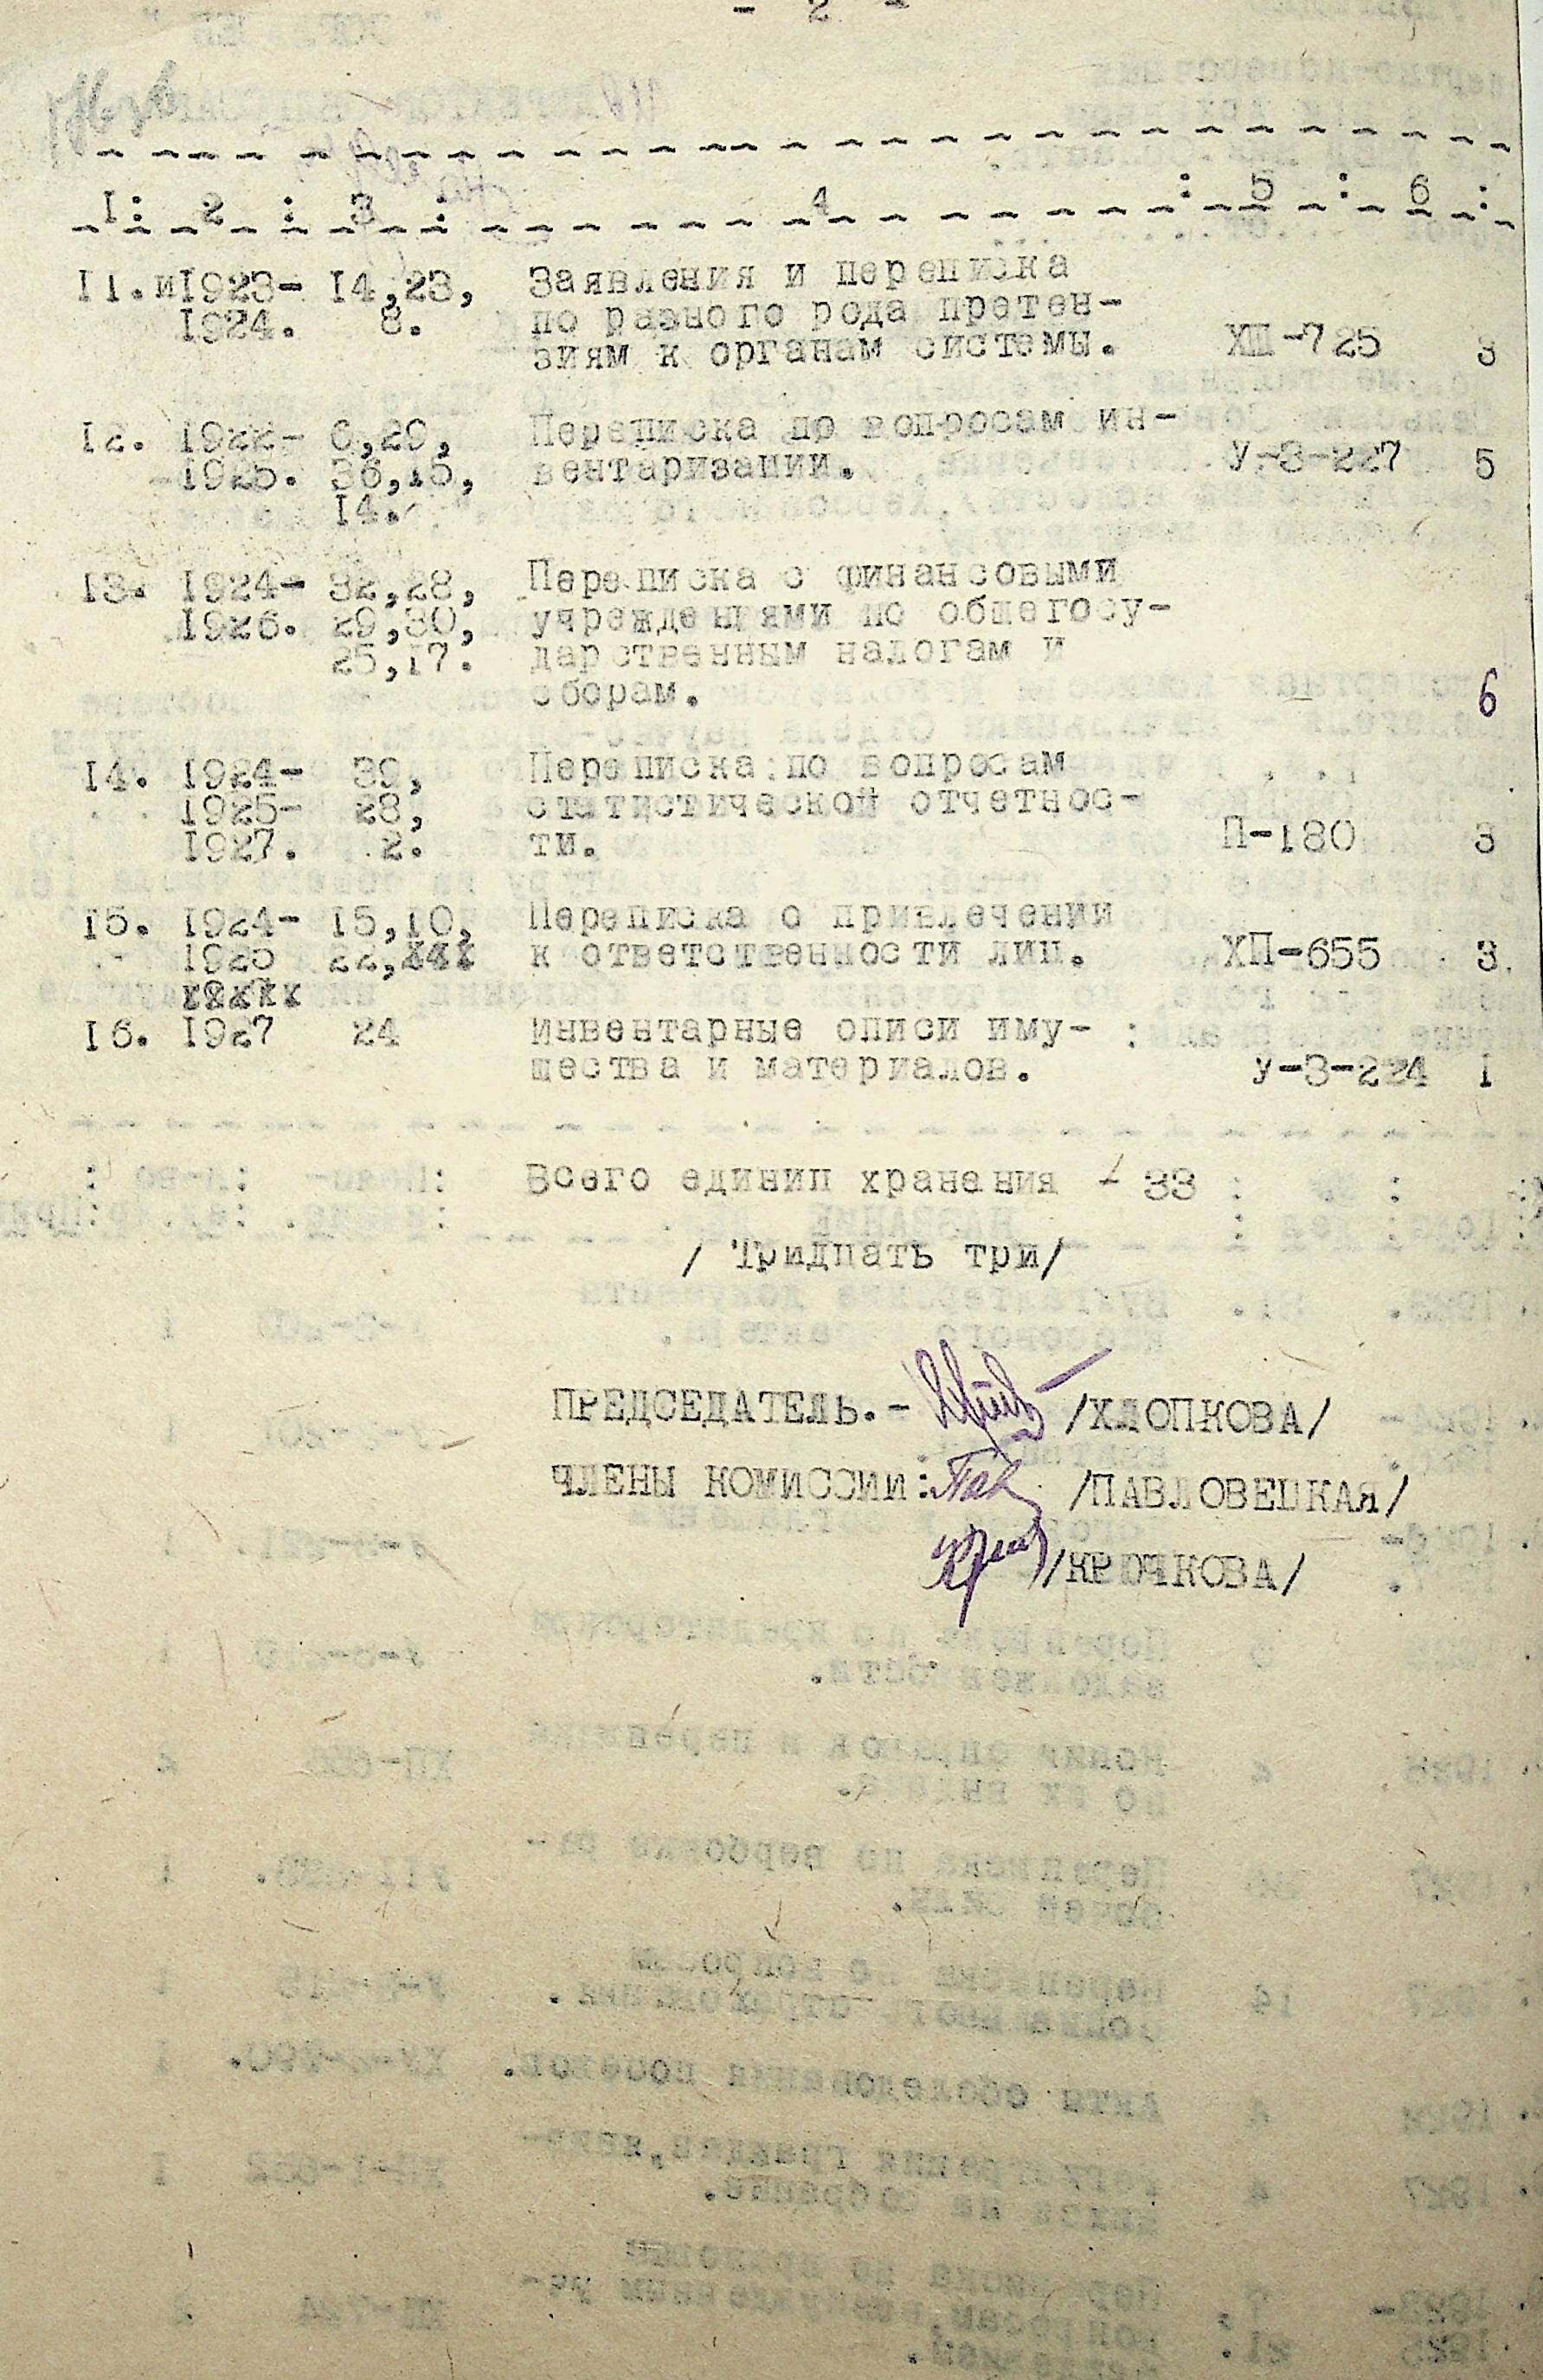 - 2 -
1: 2 : 3 : 4 : 5 : 6 :
11. 1923- 14,23, Заявления и переписка
1924. 8. по разного рода претен-
зиям к органам системы. ХШ-725 3
12. 1922- 6,29, Переписка по вопросам ин-
1925. 36,15, вентаризации. У-3-227 5
14.
13. 1924- 32,28, Переписка с финансовыми
1926. 29,30, учреждениями по общегосу-
25,17. дарственным налогам и
сборам. — 6
14. 1924- 39, Переписка по вопросам
1925- 28, статистической отчетнос-
1927. 2. ти. П-180 3
15. 1924- 15,10, Переписка о привлечении
1925 22, к ответственности лиц. ХП-655 3.
16. 1927 24 Инвентарные описи иму-
щества и материалов. У-3-224 1
Всего единиц хранения - 33
/ Тридцать три/
ПРЕДСЕДАТЕЛЬ.- /ХЛОПКОВА/
ЧЛЕНЫ КОМИССИИ: Пав /ПАВЛОВЕЦКАЯ/
/КРЮЧКОВА/